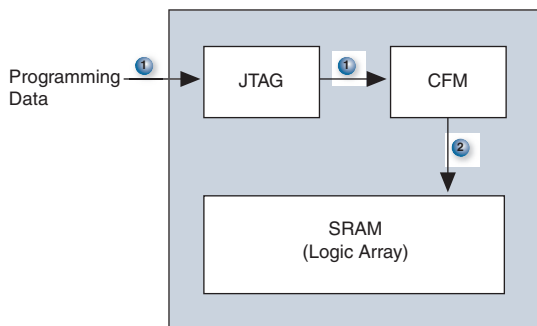 Programming
Data
1
JTAG
1
CFM
2
SRAM
(Logic Array)